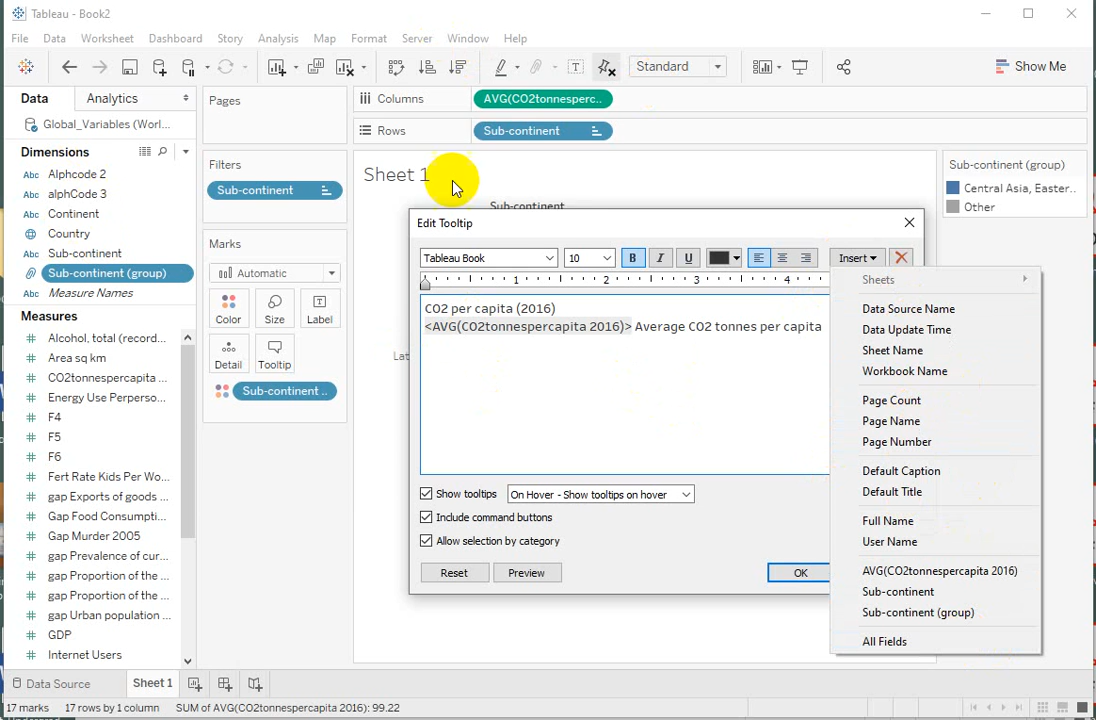 Tableau - Book2
File Data Worksheet Dashboard Story Analysis Map Format Server Window Help
Standard
Show Me
Data Analytics
Global_Variables (Worl...
Dimensions
Abc Alphcode 2
Abc alphCode 3
Abc Continent
Country
Abc Sub-continent
Sub-continent (group)
Abc Measure Names
Measures
# Alcohol, total (record...
# Area sq km
# CO2tonnespercapita ...
# Energy Use Perperso...
# F4
# F5
# F6
# Fert Rate Kids Per Wo...
# gap Exports of goods ...
# Gap Food Consumpti...
# Gap Murder 2005
# gap Prevalence of cur...
# gap Proportion of the ...
# gap Proportion of the ...
# gap Urban population ...
# GDP
# Internet Users
Pages
Filters
Sub-continent
Marks
Automatic
Color Size Label
Detail Tooltip
Sub-continent ..
Columns AVG(CO2tonnesperc..
Rows Sub-continent
Sheet 1
Sub-continent
Lat
Edit Tooltip
Tableau Book 10 B I U Insert
1 2 3 4
CO2 per capita (2016)
<AVG(CO2tonnespercapita 2016)> Average CO2 tonnes per capita
Show tooltips On Hover - Show tooltips on hover
Include command buttons
Allow selection by category
Reset Preview OK
Sheets
Data Source Name
Data Update Time
Sheet Name
Workbook Name
Page Count
Page Name
Page Number
Default Caption
Default Title
Full Name
User Name
AVG(CO2tonnespercapita 2016)
Sub-continent
Sub-continent (group)
All Fields
Sub-continent (group)
Central Asia, Easter..
Other
Data Source Sheet 1
17 marks 17 rows by 1 column SUM of AVG(CO2tonnespercapita 2016): 99.22